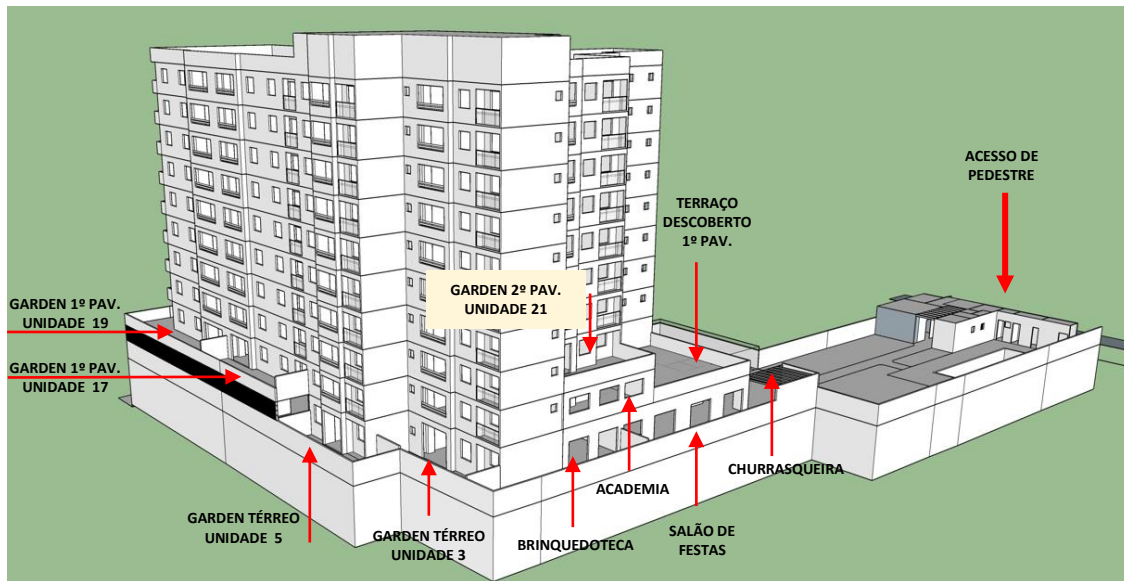 ACESSO DE
PEDESTRE
TERRAÇO
DESCOBERTO
1º PAV.
GARDEN 2º PAV.
UNIDADE 21
GARDEN 1º PAV.
UNIDADE 19
GARDEN 1º PAV.
UNIDADE 17
CHURRASQUEIRA
ACADEMIA
GARDEN TÉRREO
UNIDADE 5
GARDEN TÉRREO
UNIDADE 3
BRINQUEDOTECA
SALÃO DE
FESTAS